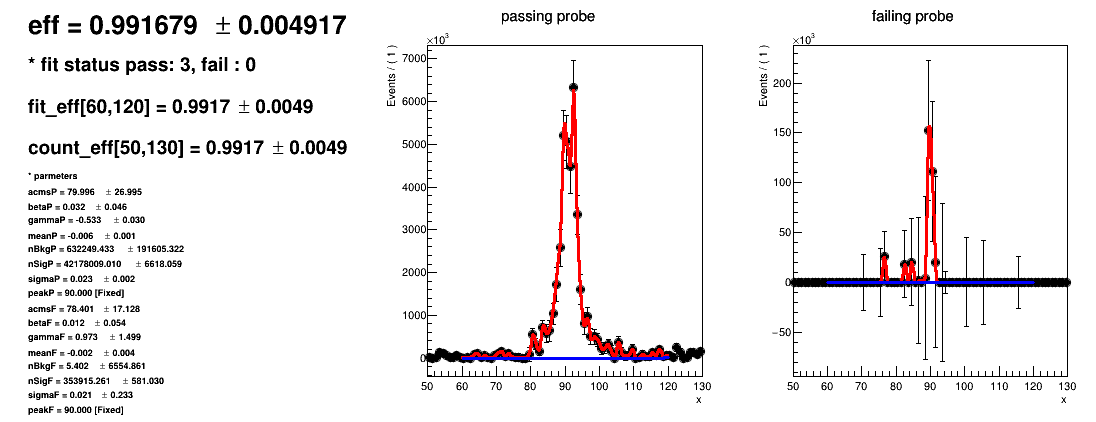 eff = 0.991679 ± 0.004917
* fit status pass: 3, fail : 0
fit_eff[60,120] = 0.9917 ± 0.0049
count_eff[50,130] = 0.9917 ± 0.0049
* parmeters
acmsP = 79.996 ± 26.995
betaP = 0.032 ± 0.046
gammaP = -0.533 ± 0.030
meanP = -0.006 ± 0.001
nBkgP = 632249.433 ± 191605.322
nSigP = 42178009.010 ± 6618.059
sigmaP = 0.023 ± 0.002
peakP = 90.000 [Fixed]
acmsF = 78.401 ± 17.128
betaF = 0.012 ± 0.054
gammaF = 0.973 ± 1.499
meanF = -0.002 ± 0.004
nBkgF = 5.402 ± 6554.861
nSigF = 353915.261 ± 581.030
sigmaF = 0.021 ± 0.233
peakF = 90.000 [Fixed]
passing probe
×10³
Events / ( 1 )
7000
6000
5000
4000
3000
2000
1000
0
50 60 70 80 90 100 110 120 130
x
failing probe
×10³
Events / ( 1 )
200
150
100
50
0
−50
50 60 70 80 90 100 110 120 130
x